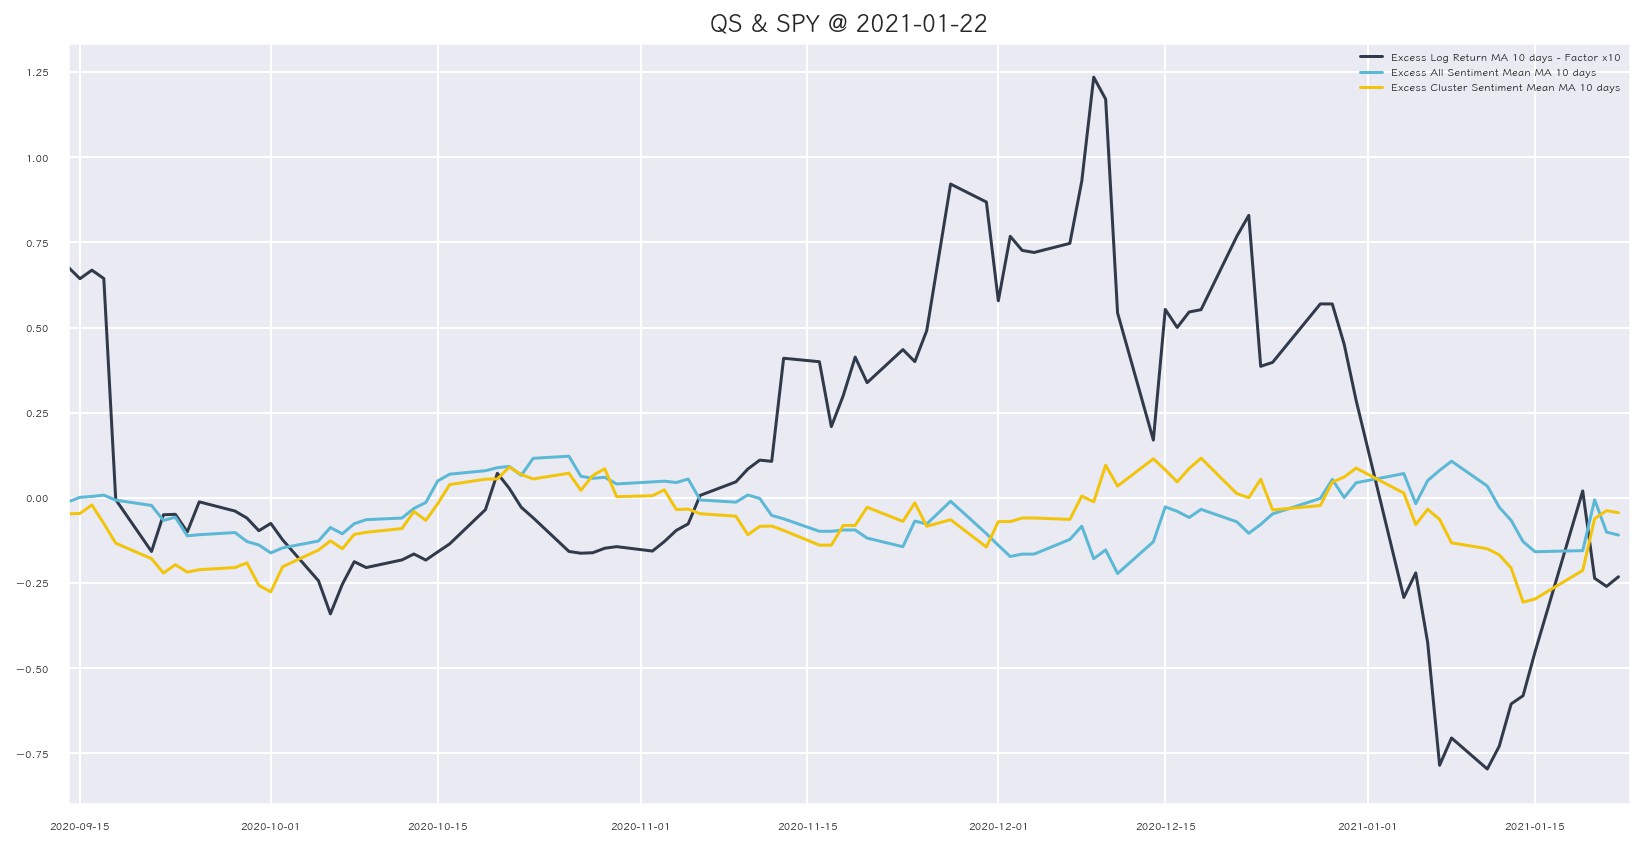 QS & SPY @ 2021-01-22
Excess Log Return MA 10 days - Factor x10
Excess All Sentiment Mean MA 10 days
Excess Cluster Sentiment Mean MA 10 days
1.25
1.00
0.75
0.50
0.25
0.00
−0.25
−0.50
−0.75
2020-09-15 2020-10-01 2020-10-15 2020-11-01 2020-11-15 2020-12-01 2020-12-15 2021-01-01 2021-01-15